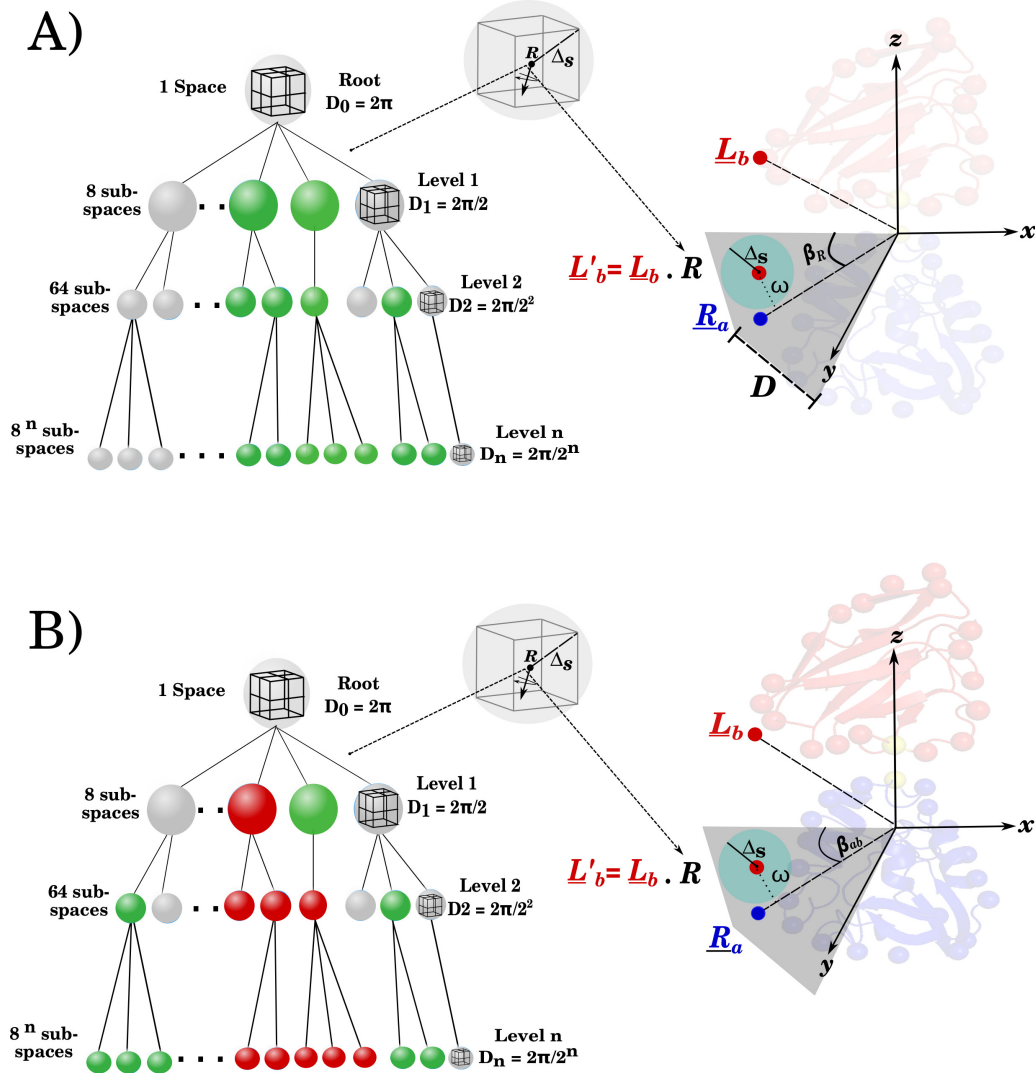 A)
R
Δs
1 Space
Root
D0 = 2π
z
Lb
8 sub-
spaces
Level 1
D1 = 2π/2
x
βR
L'b= Lb . R
Δs
ω
64 sub-
spaces
Level 2
D2 = 2π/2²
Ra
y
D
8 n sub-
spaces
Level n
Dn = 2π/2ⁿ
B)
R
Δs
1 Space
Root
D0 = 2π
z
Lb
8 sub-
spaces
Level 1
D1 = 2π/2
x
βab
L'b= Lb . R
Δs
ω
64 sub-
spaces
Level 2
D2 = 2π/2²
Ra
y
8 n sub-
spaces
Level n
Dn = 2π/2ⁿ